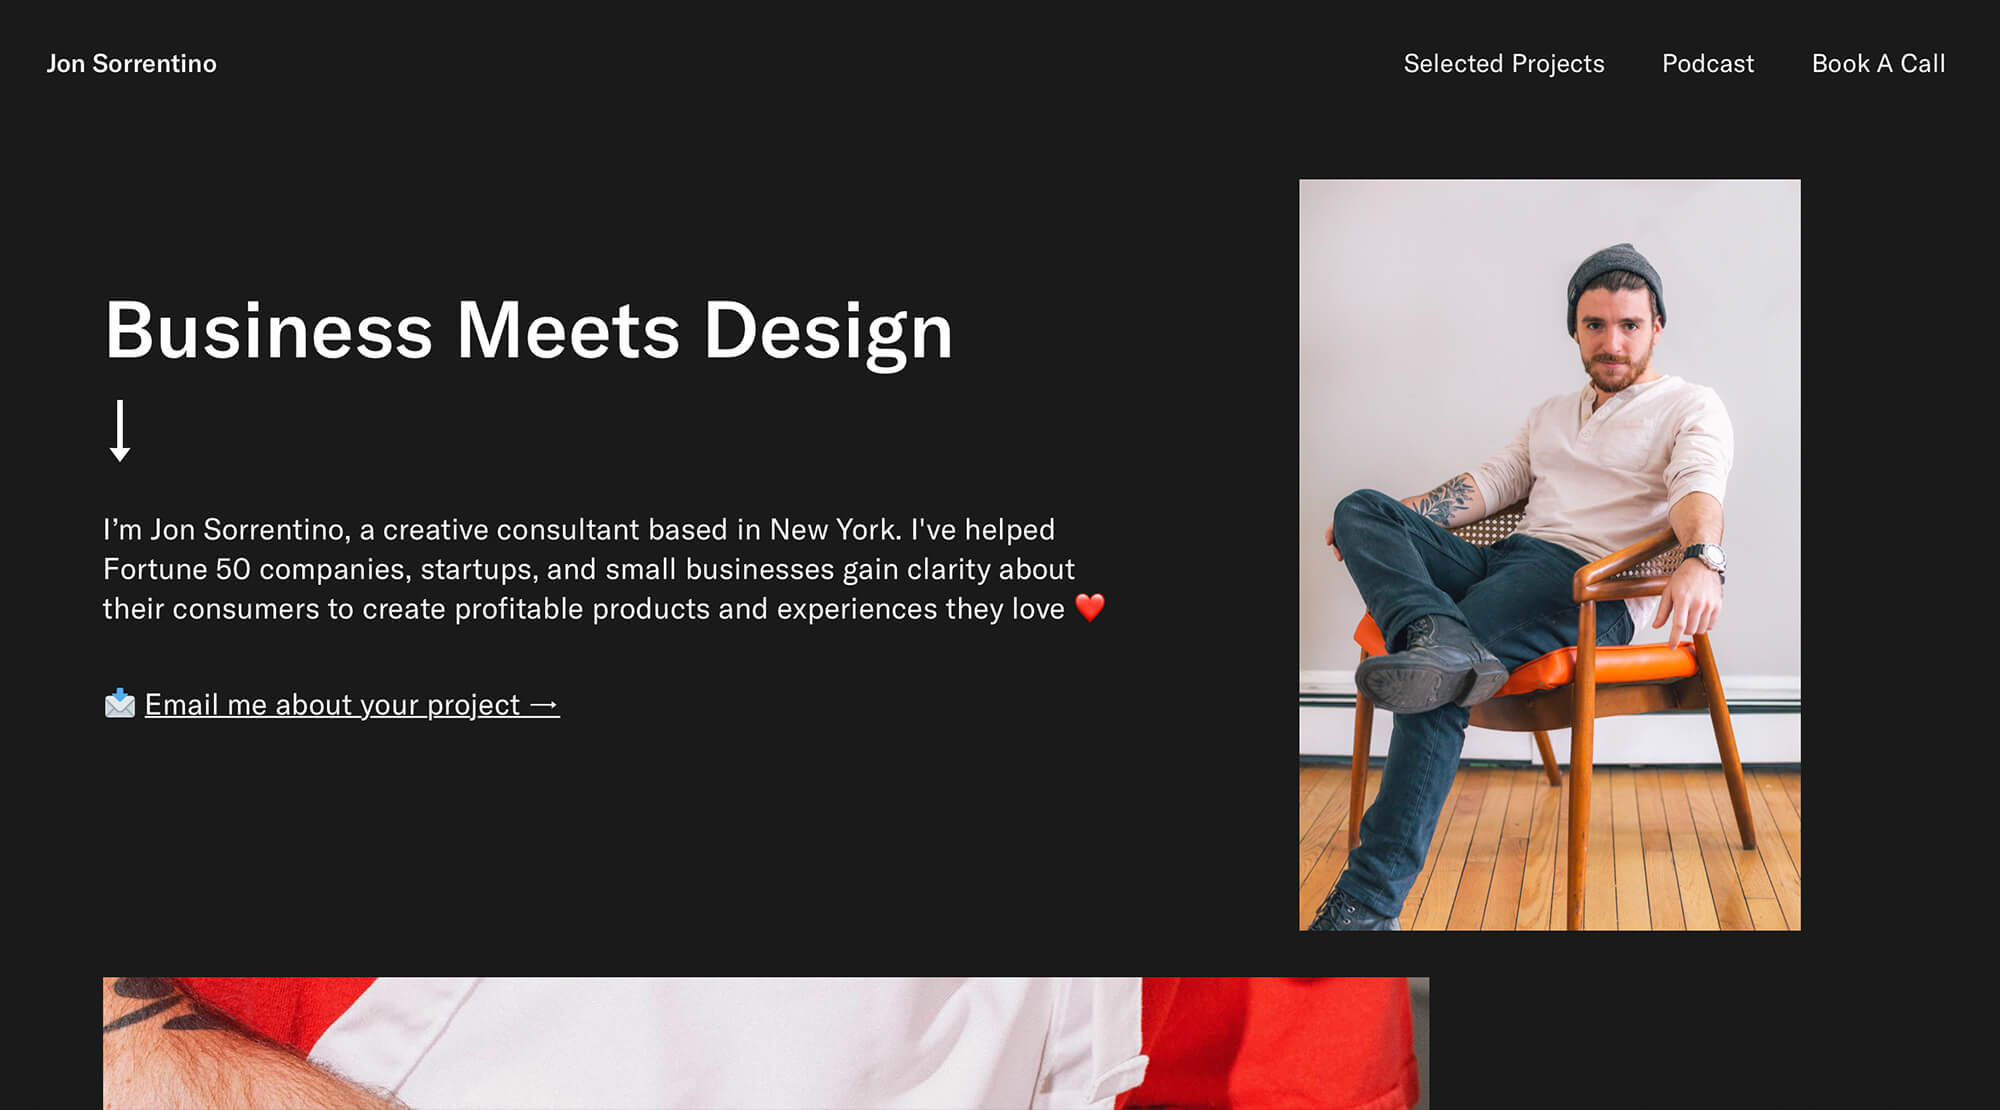 Jon Sorrentino
Selected Projects
Podcast
Book A Call
Business Meets Design
I’m Jon Sorrentino, a creative consultant based in New York. I've helped
Fortune 50 companies, startups, and small businesses gain clarity about
their consumers to create profitable products and experiences they love ❤️
📩 Email me about your project →